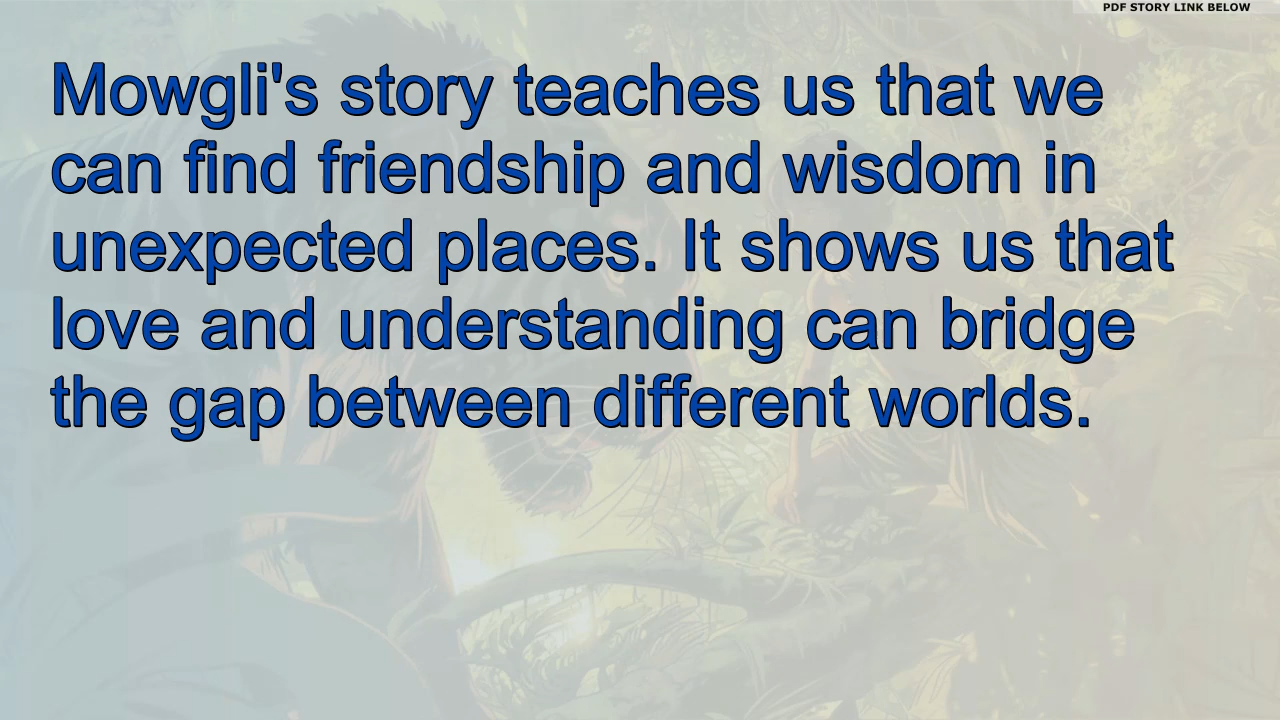 PDF STORY LINK BELOW
Mowgli's story teaches us that we
can find friendship and wisdom in
unexpected places. It shows us that
love and understanding can bridge
the gap between different worlds.